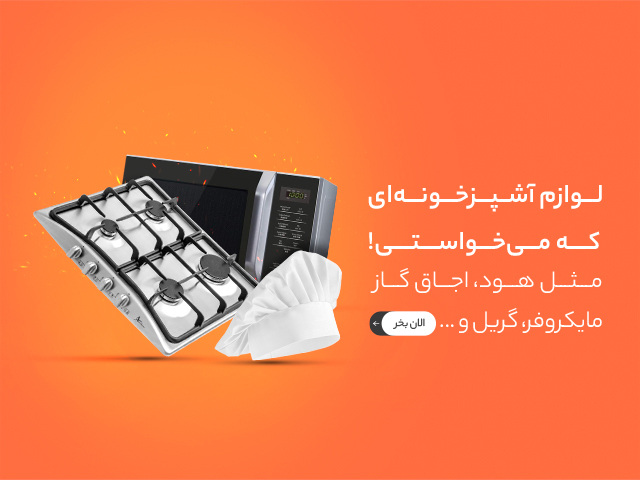 لوازم آشپزخونه‌ای
که می‌خواستی!
مثل هود، اجاق گاز
مایکروفر، گریل و ...
الان بخر